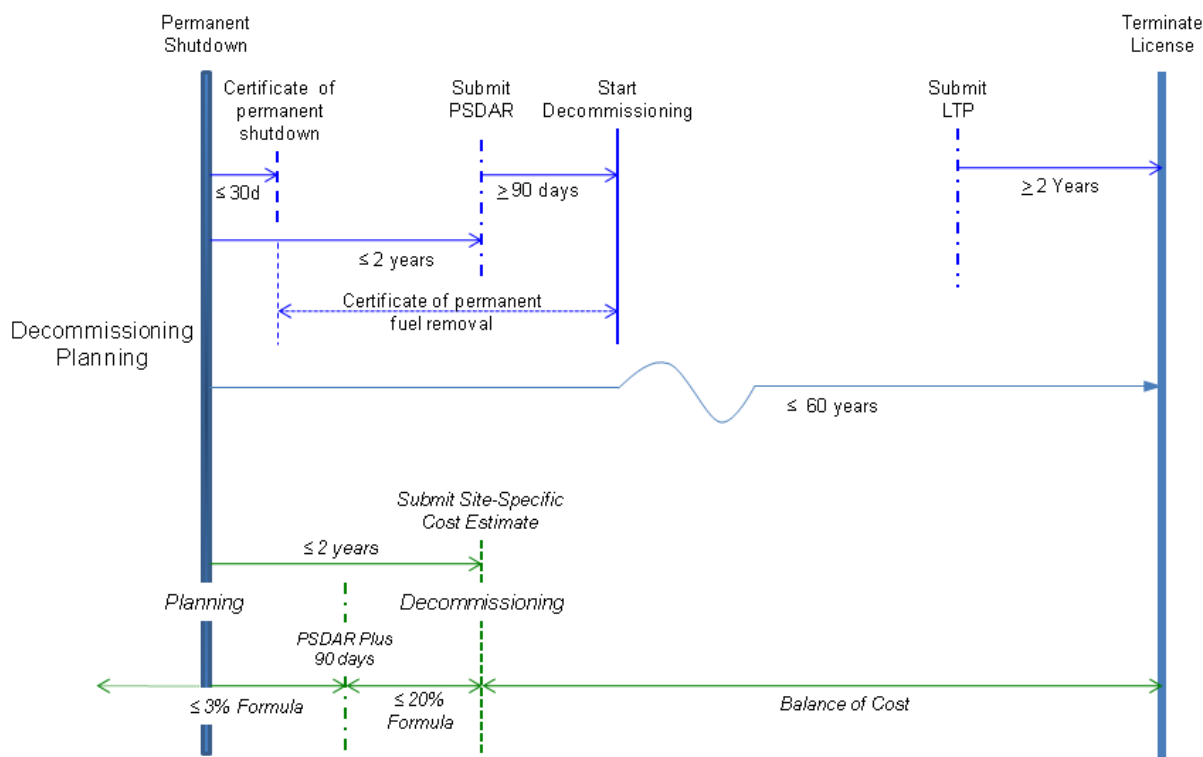 Permanent
Shutdown
Terminate
License
Certificate of
permanent
shutdown
Submit
PSDAR
Start
Decommissioning
Submit
LTP
≤ 30d
≥ 90 days
≥ 2 Years
≤ 2 years
Certificate of permanent
fuel removal
Decommissioning
Planning
≤ 60 years
Submit Site-Specific
Cost Estimate
≤ 2 years
Planning
Decommissioning
PSDAR Plus
90 days
≤ 3% Formula
≤ 20%
Formula
Balance of Cost